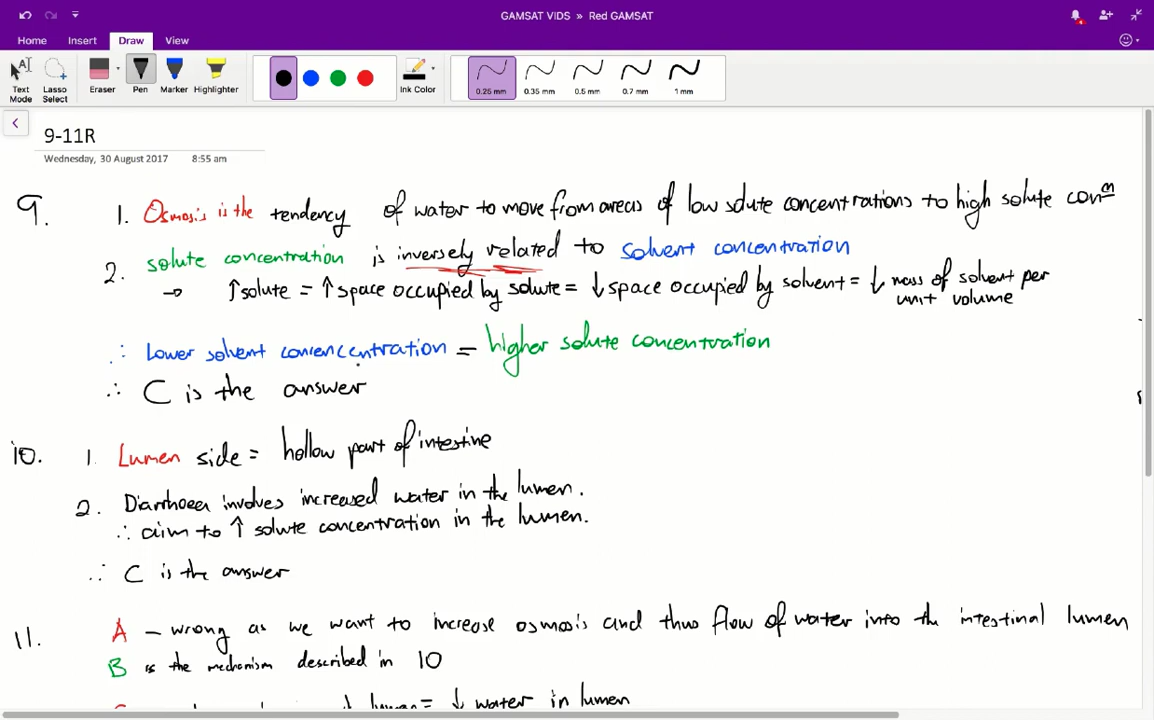 GAMSAT VIDS » Red GAMSAT
Home Insert Draw View
Text Mode
Lasso Select
Eraser
Pen
Marker
Highlighter
Ink Color
0.25 mm
0.35 mm
0.5 mm
0.7 mm
1 mm
9-11R
Wednesday, 30 August 2017 8:55 am
9. 1. Osmosis is the tendency of water to move from areas of low solute concentrations to high solute conc
2. solute concentration is inversely related to solvent concentration
→ ↑solute = ↑space occupied by solute = ↓space occupied by solvent = ↓ mass of solvent per
unit volume
∴ Lower solvent concencentration = higher solute concentration
∴ C is the answer
10. 1. Lumen side = hollow part of intestine
2. Diarrhoea involves increased water in the lumen.
∴ aim to ↑ solute concentration in the lumen.
∴ C is the answer
11. A – wrong as we want to increase osmosis and thus flow of water into the intestinal lumen
B is the mechanism described in 10
↓ lumen = ↓ water in lumen